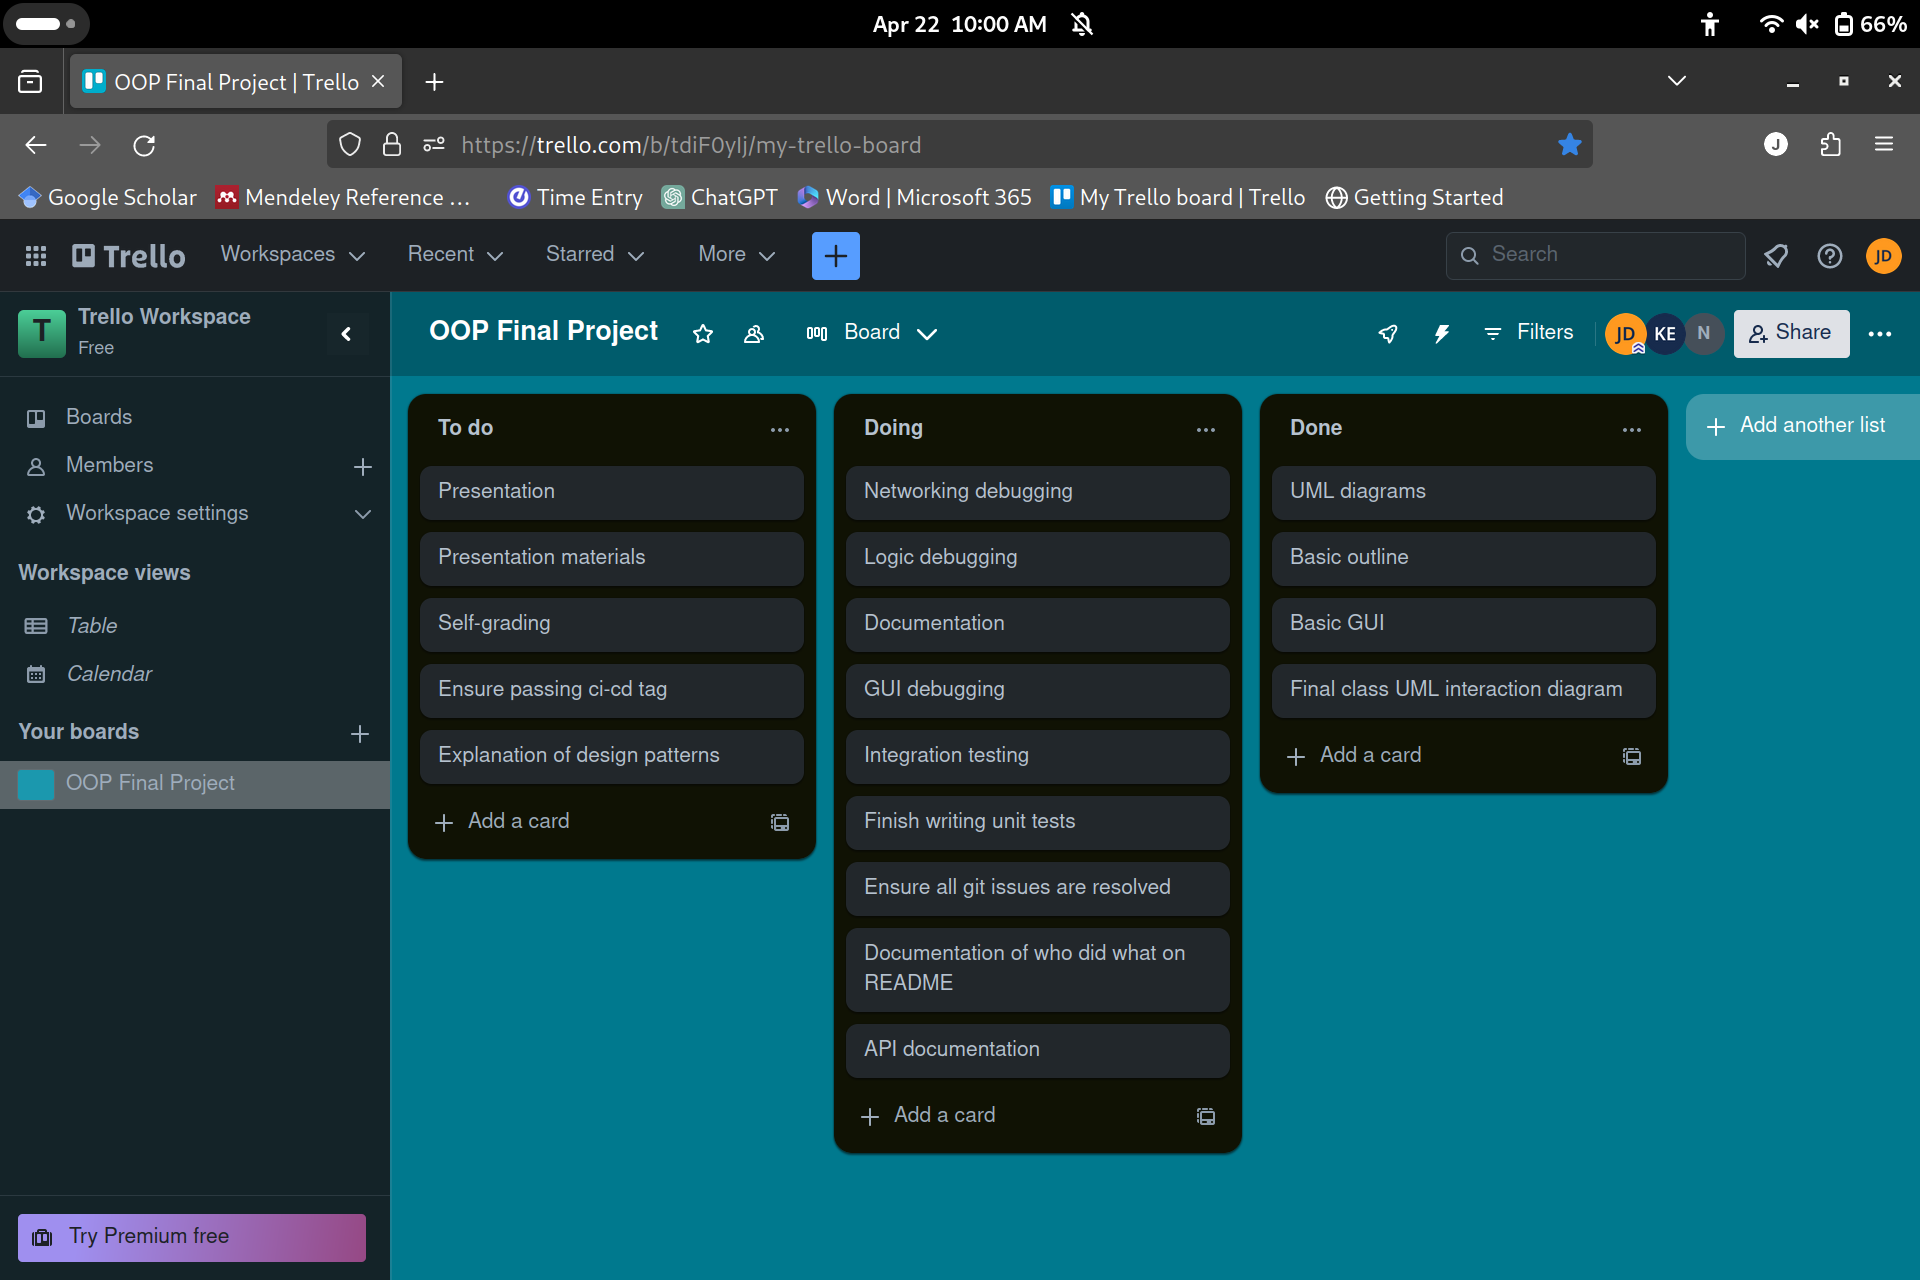 Apr 22 10:00 AM
66%
OOP Final Project | Trello
https://trello.com/b/tdiF0yIj/my-trello-board
J
Google Scholar
Mendeley Reference ...
Time Entry
ChatGPT
Word | Microsoft 365
My Trello board | Trello
Getting Started
Trello
Workspaces
Recent
Starred
More
Search
JD
T
Trello Workspace
Free
OOP Final Project
Board
Filters
JD
KE
N
Share
Boards
Members
Workspace settings
Workspace views
Table
Calendar
Your boards
OOP Final Project
Try Premium free
To do
Presentation
Presentation materials
Self-grading
Ensure passing ci-cd tag
Explanation of design patterns
Add a card
Doing
Networking debugging
Logic debugging
Documentation
GUI debugging
Integration testing
Finish writing unit tests
Ensure all git issues are resolved
Documentation of who did what on
README
API documentation
Add a card
Done
UML diagrams
Basic outline
Basic GUI
Final class UML interaction diagram
Add a card
Add another list